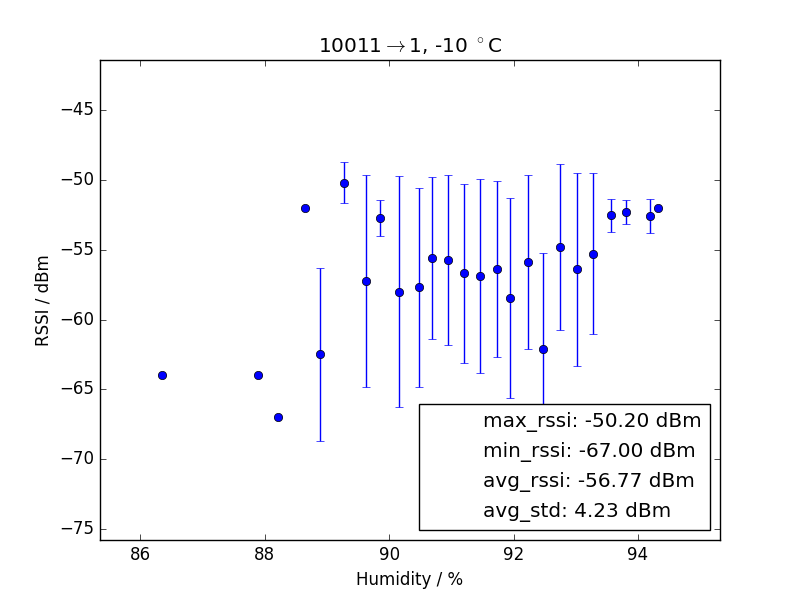 10011→1, -10 °C
−45
−50
−55
−60
−65
−70
−75
RSSI / dBm
max_rssi: -50.20 dBm
min_rssi: -67.00 dBm
avg_rssi: -56.77 dBm
avg_std: 4.23 dBm
86 88 90 92 94
Humidity / %